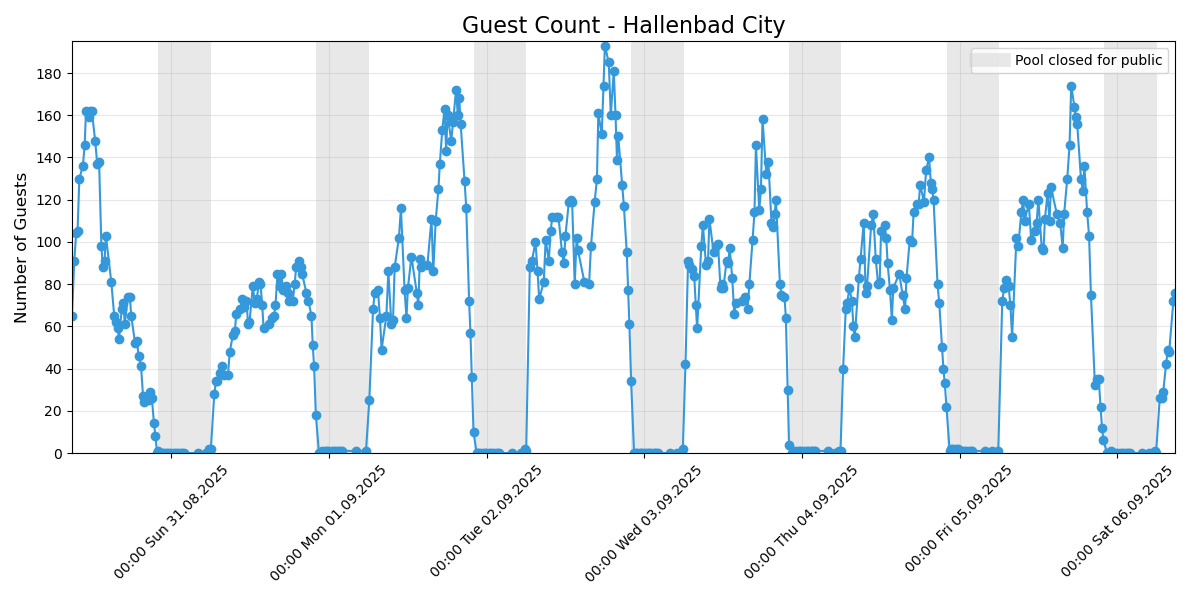 Guest Count - Hallenbad City
Pool closed for public
Number of Guests
180
160
140
120
100
80
60
40
20
0
00:00 Sun 31.08.2025
00:00 Mon 01.09.2025
00:00 Tue 02.09.2025
00:00 Wed 03.09.2025
00:00 Thu 04.09.2025
00:00 Fri 05.09.2025
00:00 Sat 06.09.2025